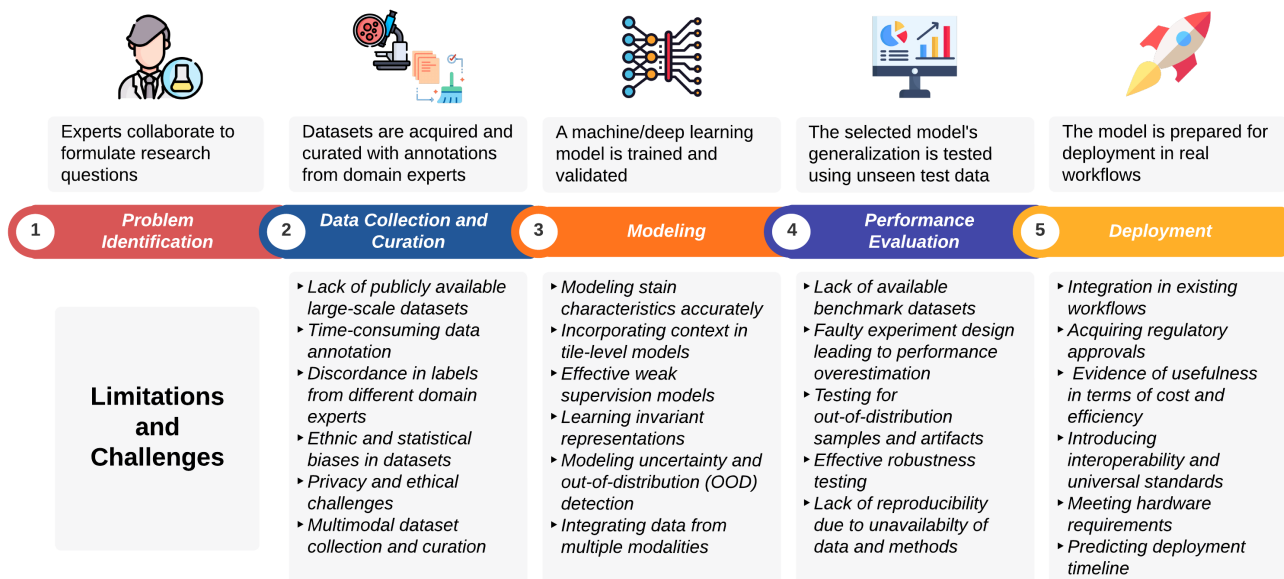 Experts collaborate to
formulate research
questions
Datasets are acquired and
curated with annotations
from domain experts
A machine/deep learning
model is trained and
validated
The selected model's
generalization is tested
using unseen test data
The model is prepared for
deployment in real
workflows
1
Problem
Identification
2
Data Collection and
Curation
3
Modeling
4
Performance
Evaluation
5
Deployment
Limitations
and
Challenges
‣ Lack of publicly available
large-scale datasets
‣ Time-consuming data
annotation
‣ Discordance in labels
from different domain
experts
‣ Ethnic and statistical
biases in datasets
‣ Privacy and ethical
challenges
‣ Multimodal dataset
collection and curation
‣ Modeling stain
characteristics accurately
‣ Incorporating context in
tile-level models
‣ Effective weak
supervision models
‣ Learning invariant
representations
‣ Modeling uncertainty and
out-of-distribution (OOD)
detection
‣ Integrating data from
multiple modalities
‣ Lack of available
benchmark datasets
‣ Faulty experiment design
leading to performance
overestimation
‣ Testing for
out-of-distribution
samples and artifacts
‣ Effective robustness
testing
‣ Lack of reproducibility
due to unavailabilty of
data and methods
‣ Integration in existing
workflows
‣ Acquiring regulatory
approvals
‣ Evidence of usefulness
in terms of cost and
efficiency
‣ Introducing
interoperability and
universal standards
‣ Meeting hardware
requirements
‣ Predicting deployment
timeline